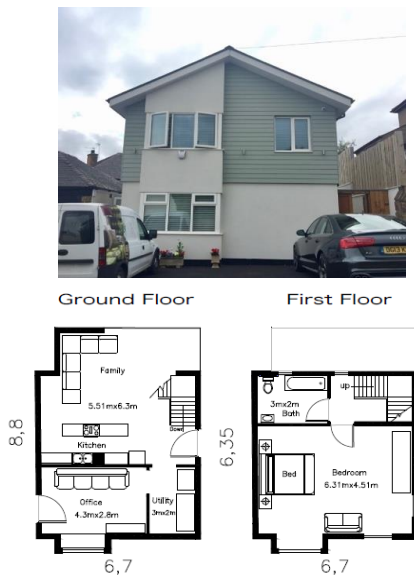 Ground Floor
First Floor
Family
5.51mx6.3m
Kitchen
Down
Office
4.3mx2.8m
Utility
3mx2m
8,8
6,7
up
3mx2m
Bath
Bed
Bedroom
6.31mx4.51m
6,35
6,7